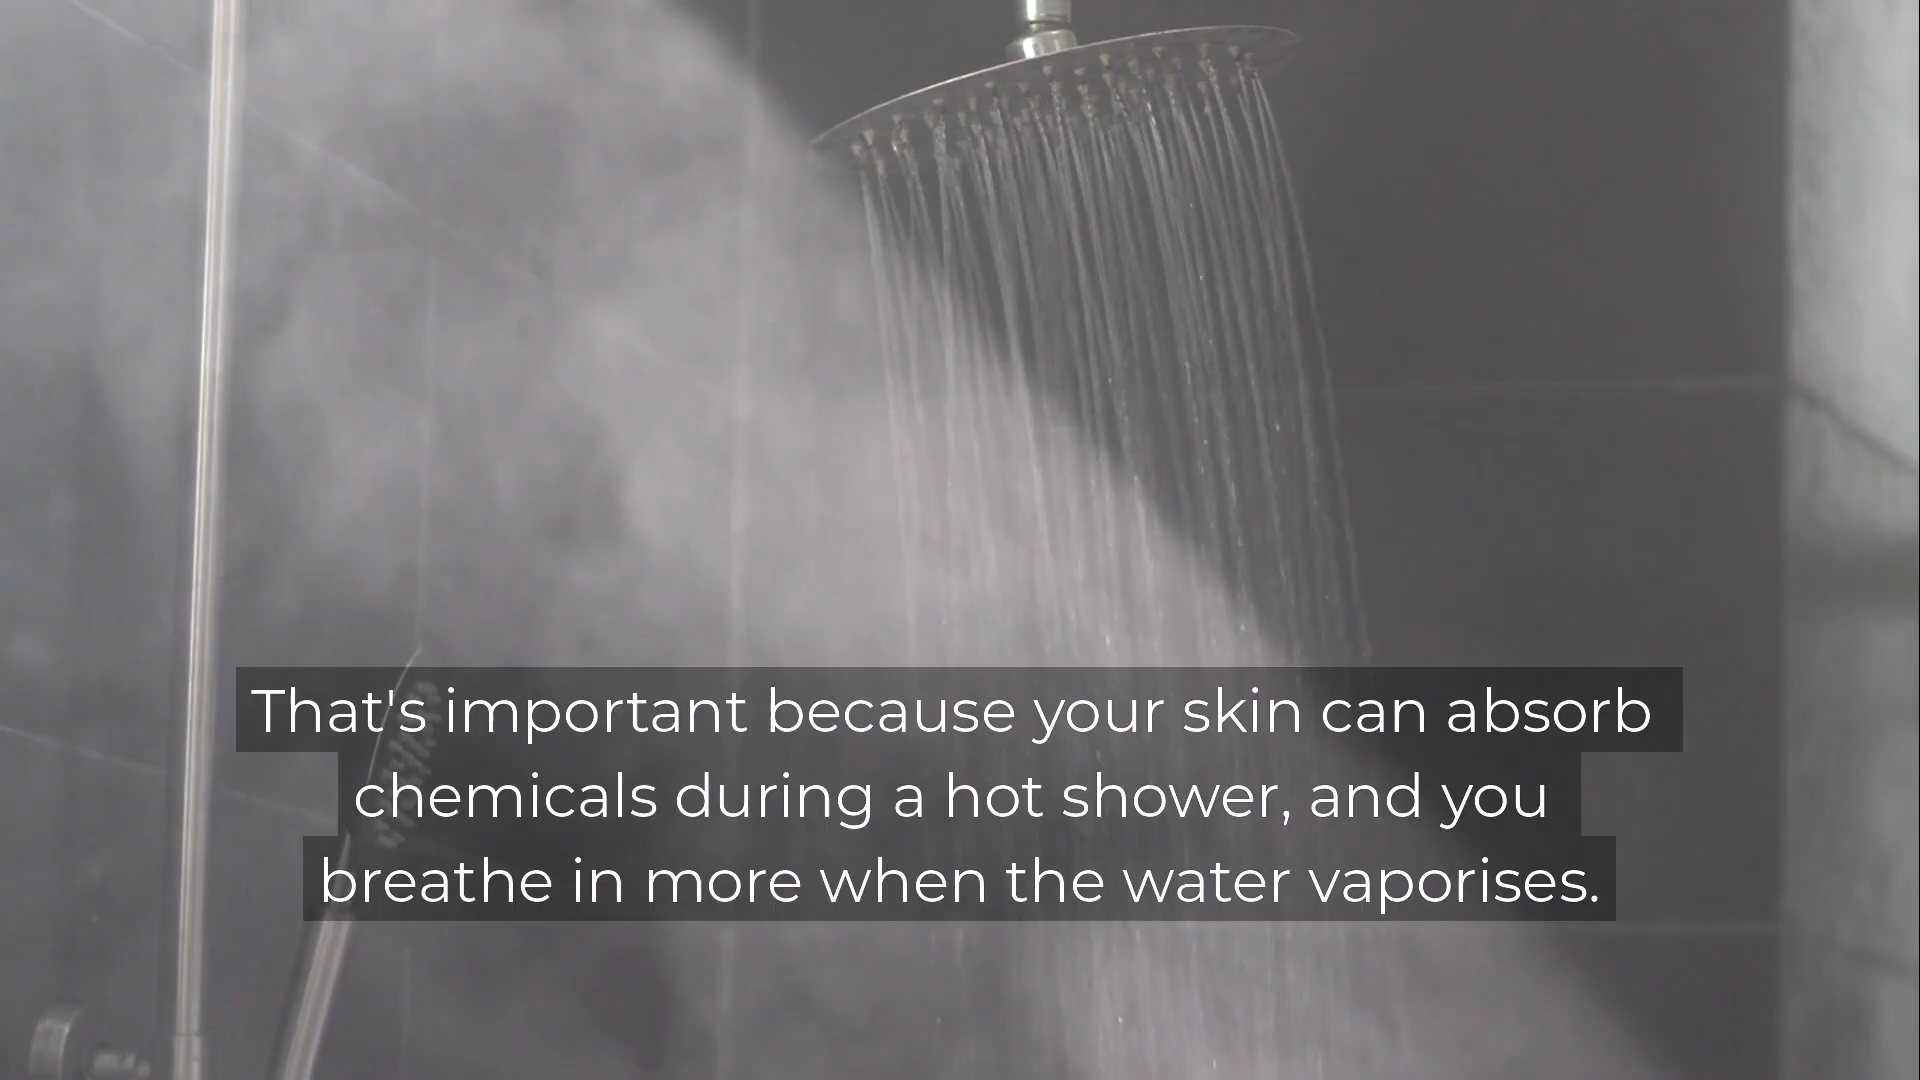 That's important because your skin can absorb
chemicals during a hot shower, and you
breathe in more when the water vaporises.